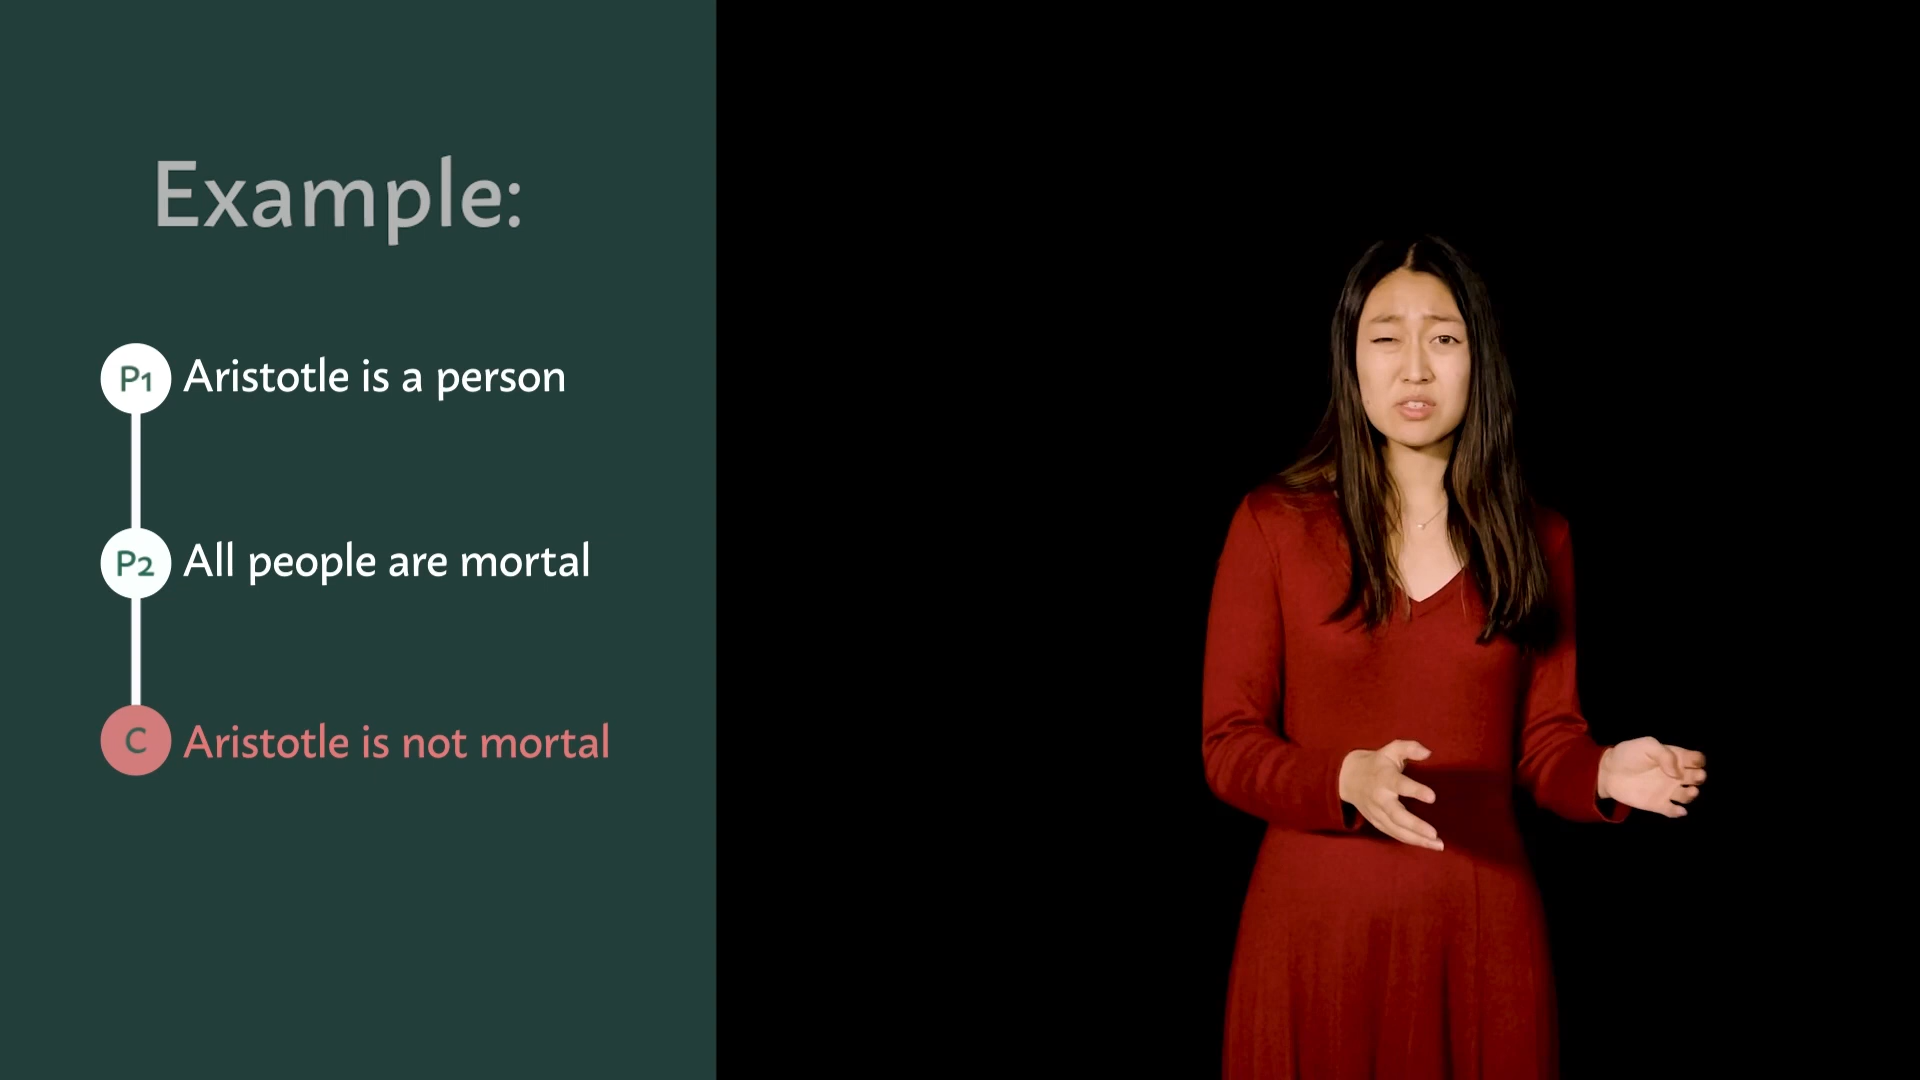 Example:
P1 Aristotle is a person
P2 All people are mortal
C Aristotle is not mortal